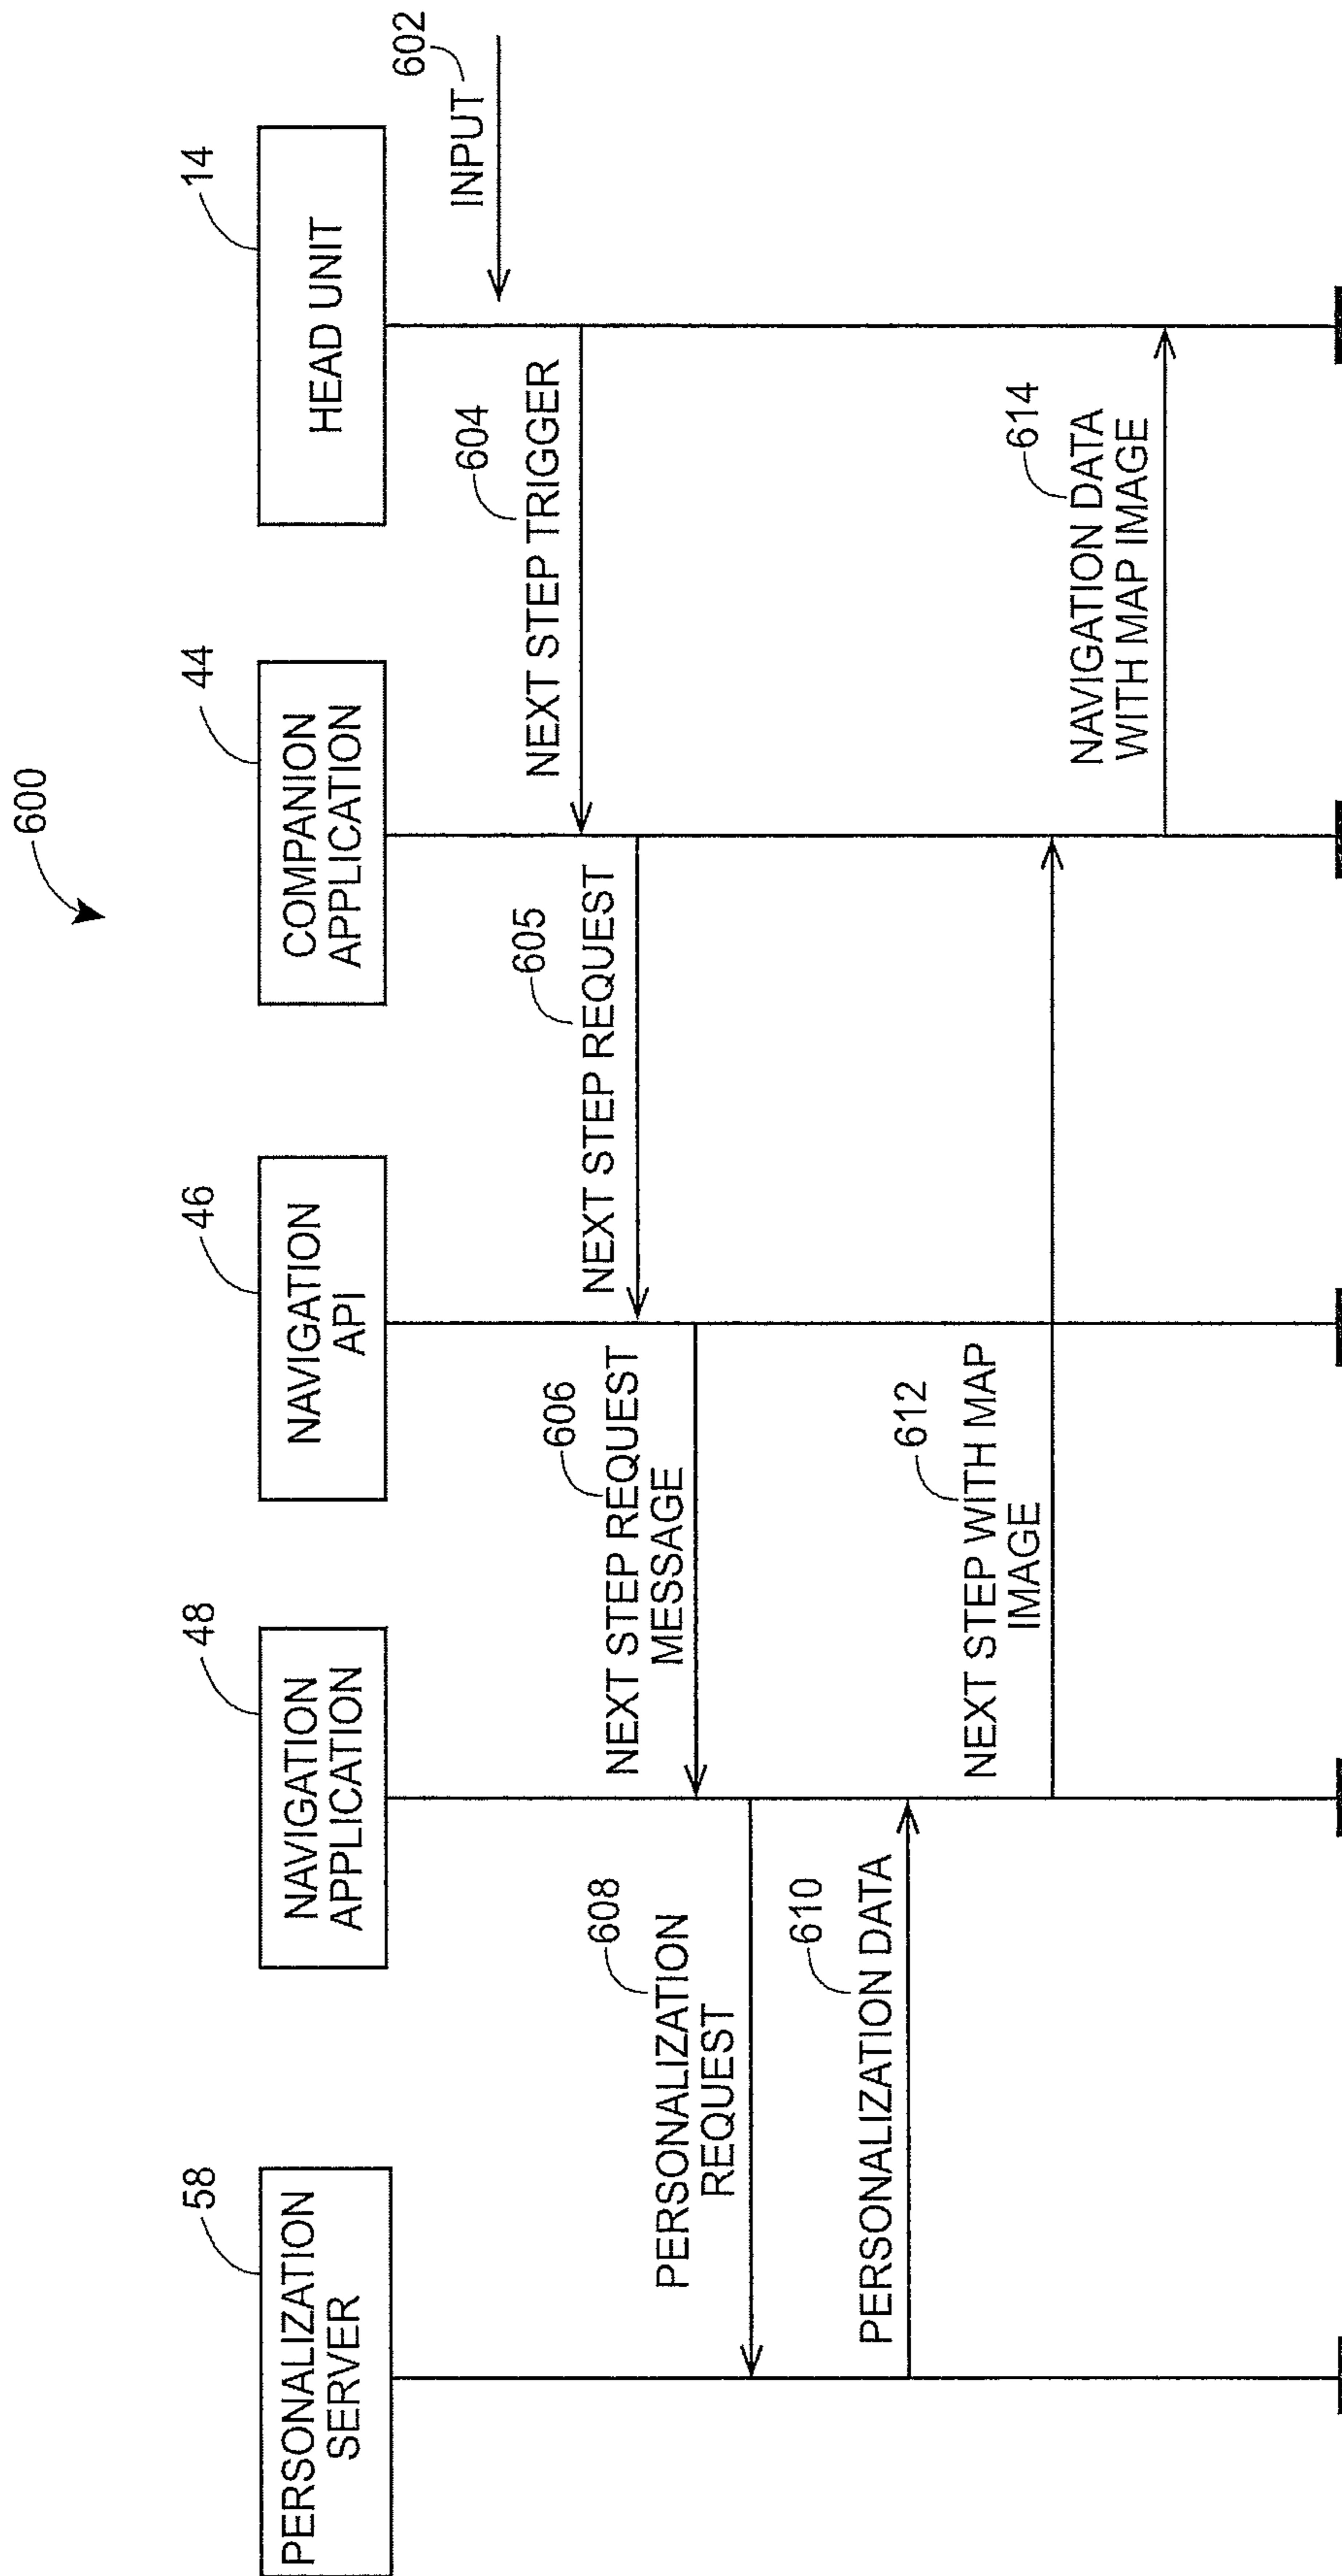 600
58
PERSONALIZATION
SERVER
48
NAVIGATION
APPLICATION
46
NAVIGATION
API
44
COMPANION
APPLICATION
14
HEAD UNIT
602
INPUT
604
NEXT STEP TRIGGER
605
NEXT STEP REQUEST
606
NEXT STEP REQUEST
MESSAGE
608
PERSONALIZATION
REQUEST
610
PERSONALIZATION DATA
612
NEXT STEP WITH MAP
IMAGE
614
NAVIGATION DATA
WITH MAP IMAGE